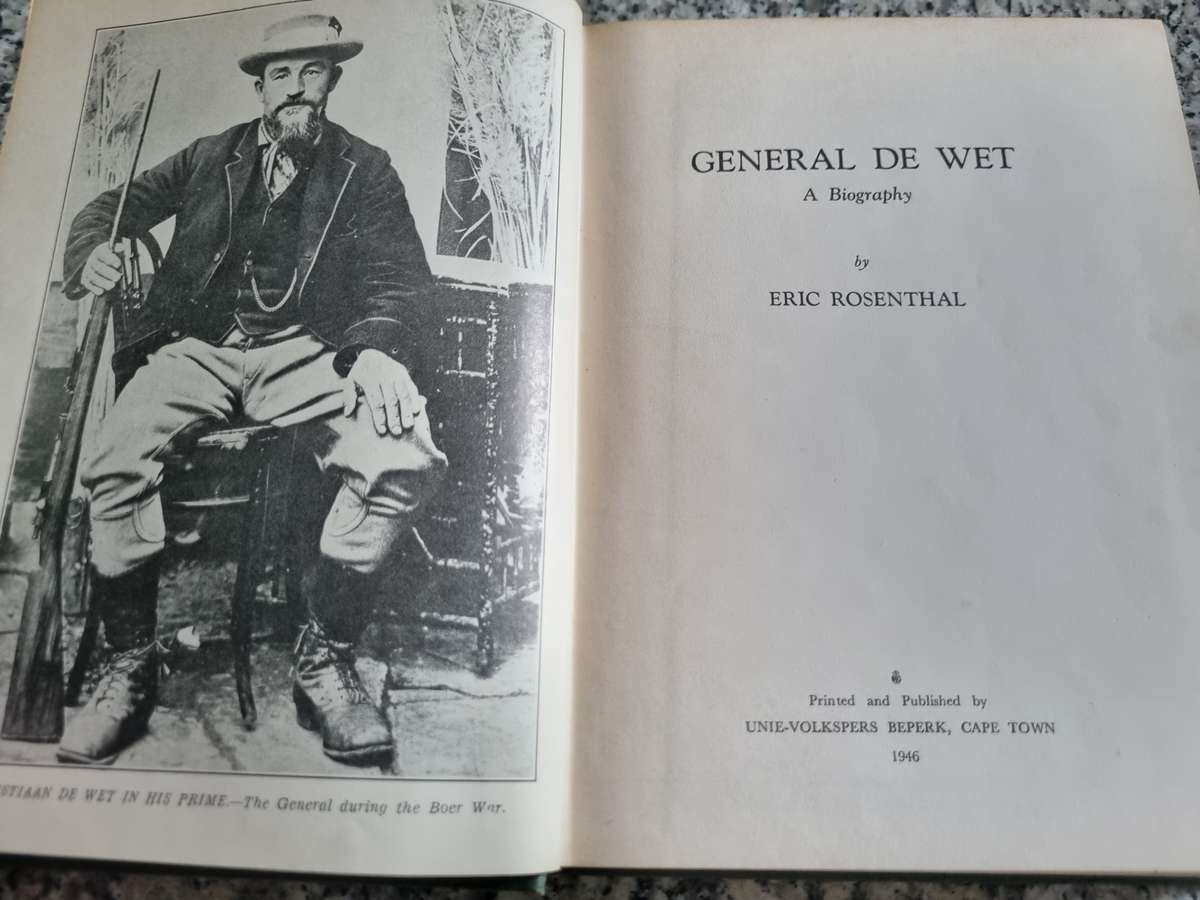 DE WET IN HIS PRIME.—The General during the Boer War.
GENERAL DE WET
A Biography
by
ERIC ROSENTHAL
Printed and Published by
UNIE-VOLKSPERS BEPERK, CAPE TOWN
1946